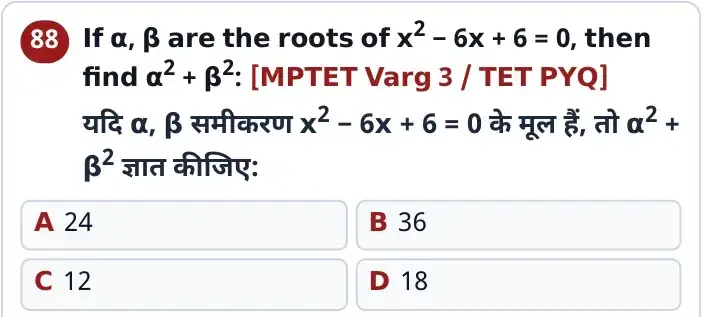 88 If α, β are the roots of x² − 6x + 6 = 0, then
find α² + β²: [MPTET Varg 3 / TET PYQ]
यदि α, β समीकरण x² − 6x + 6 = 0 के मूल हैं, तो α² +
β² ज्ञात कीजिए:
A 24
B 36
C 12
D 18